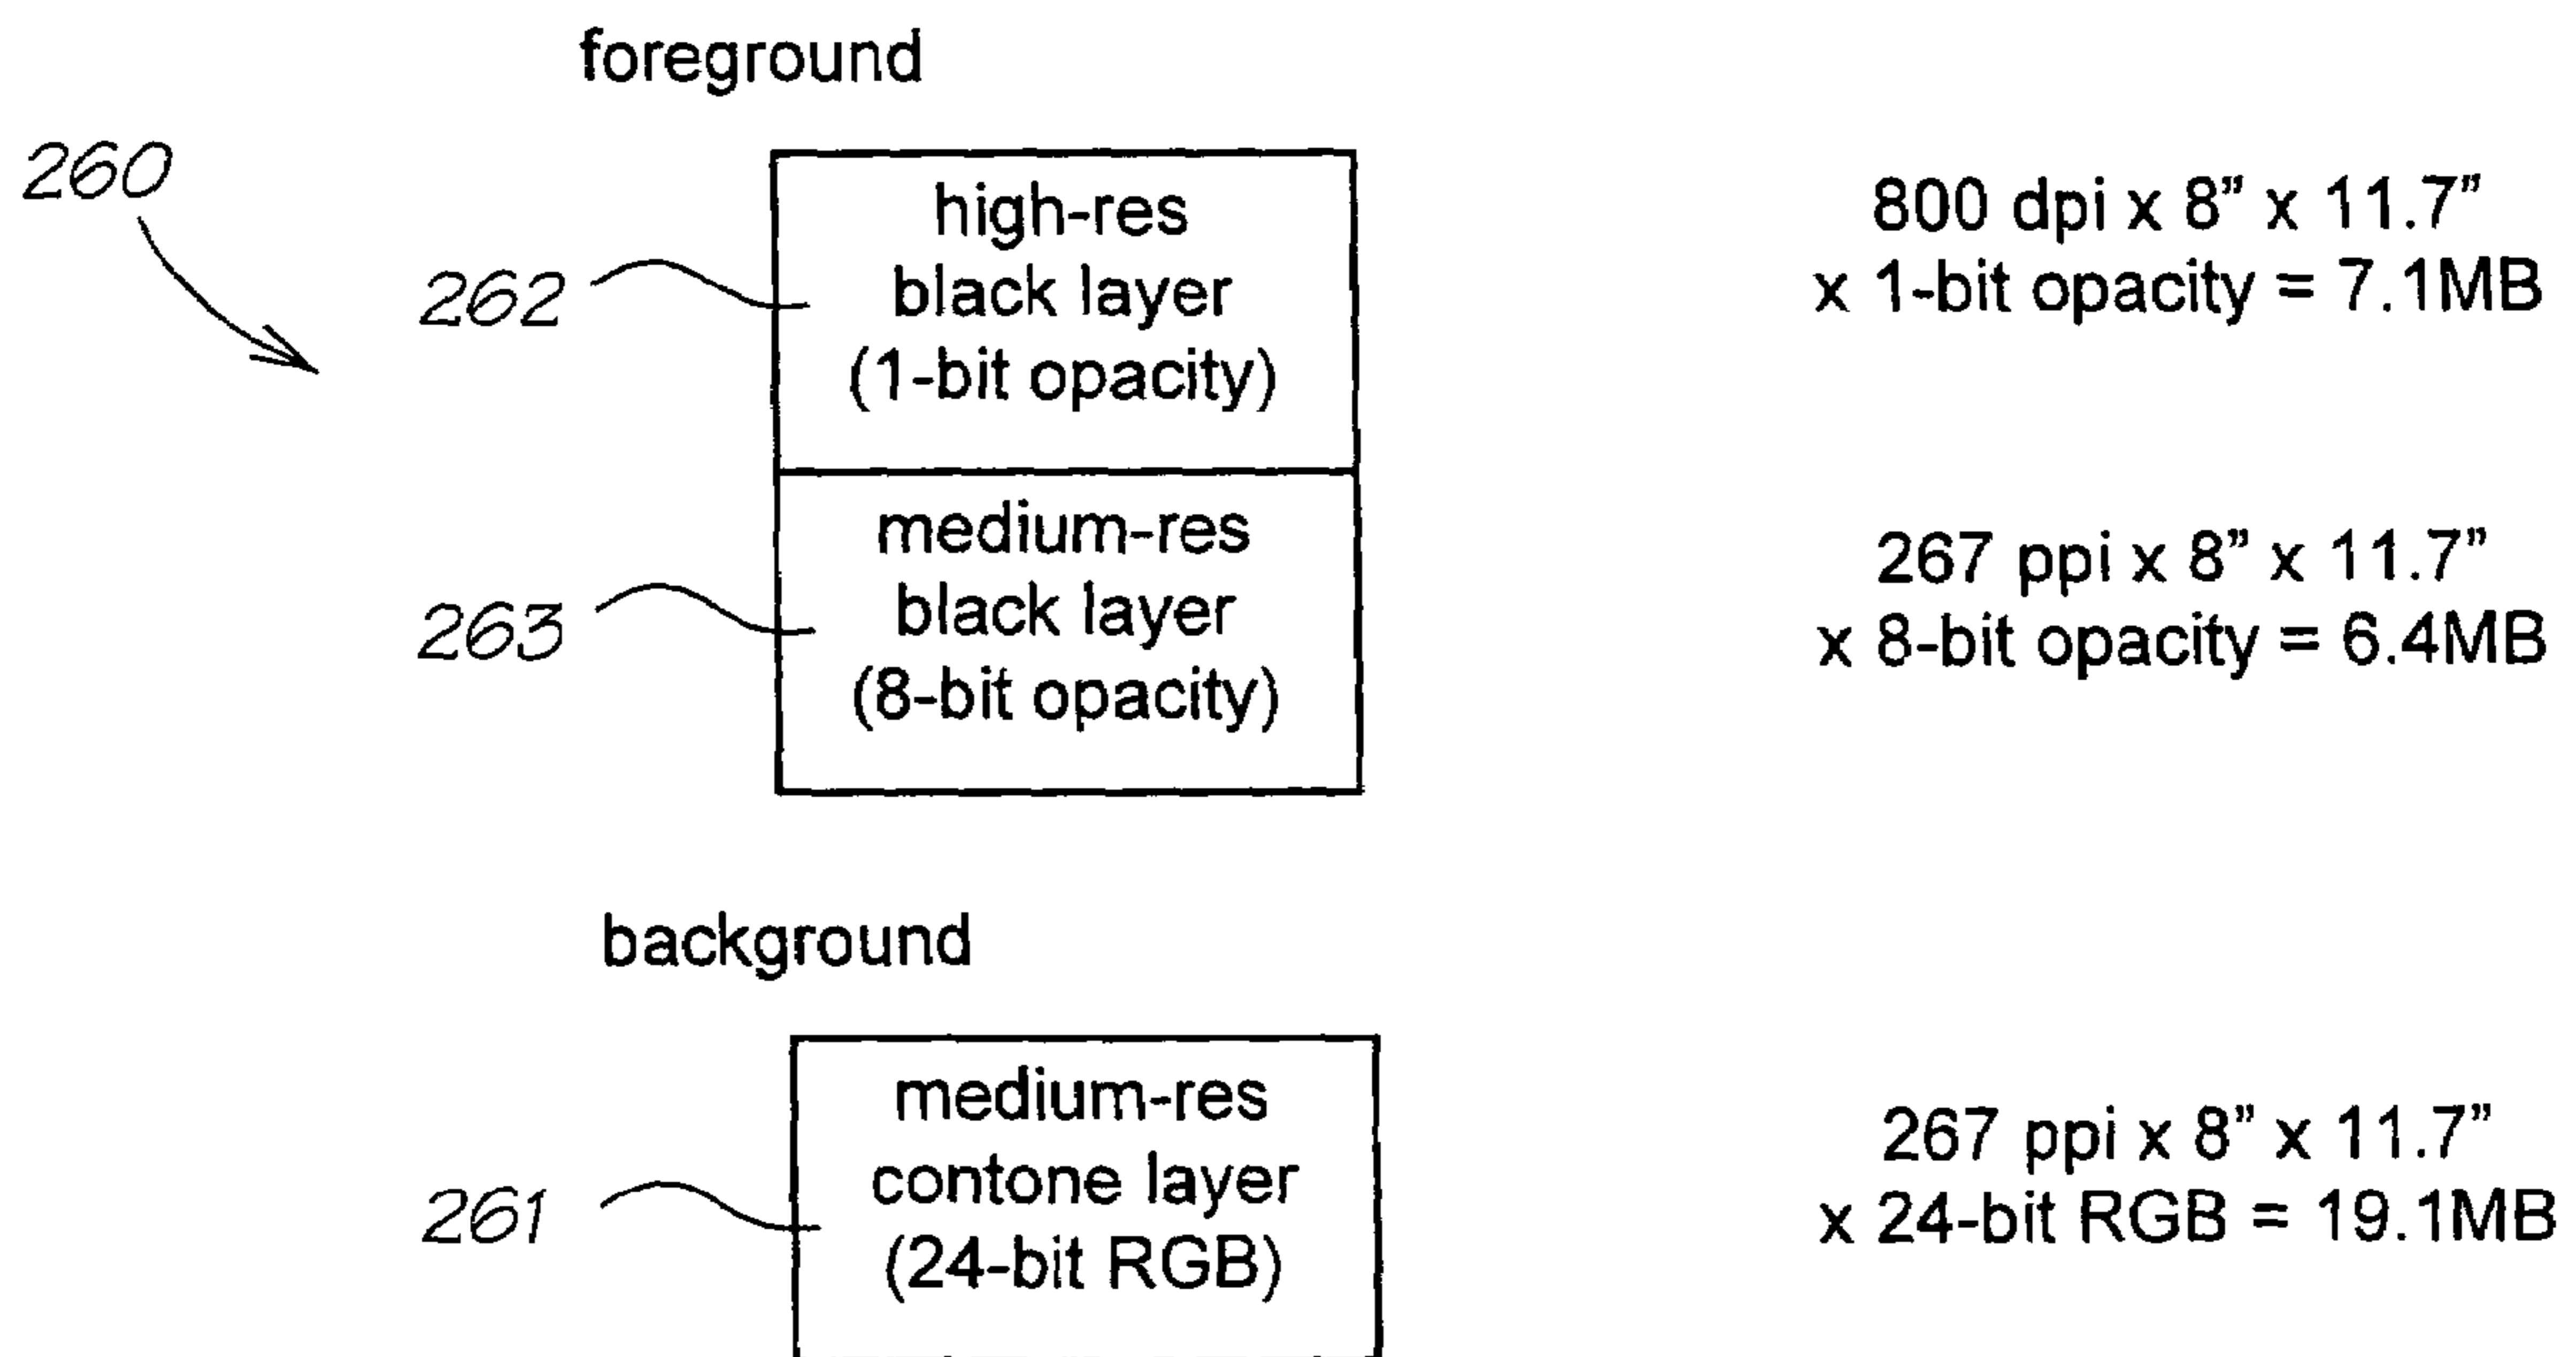 foreground
260
high-res
black layer
(1-bit opacity)
262
800 dpi x 8” x 11.7”
x 1-bit opacity = 7.1MB
medium-res
black layer
(8-bit opacity)
263
267 ppi x 8” x 11.7”
x 8-bit opacity = 6.4MB
background
medium-res
contone layer
(24-bit RGB)
261
267 ppi x 8” x 11.7”
x 24-bit RGB = 19.1MB